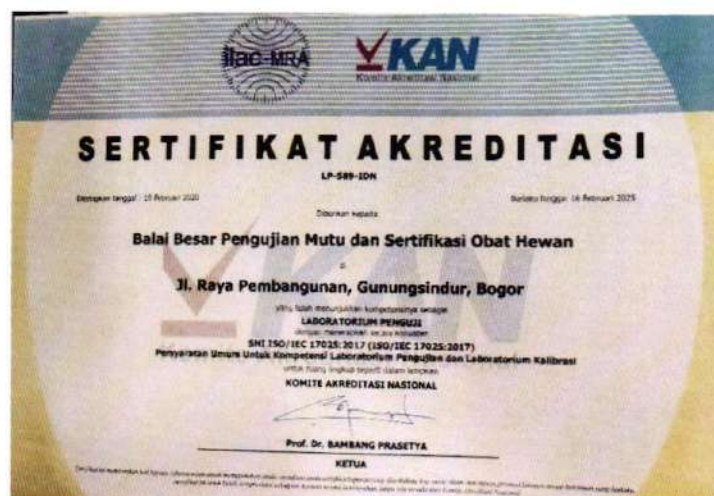 ilac-MRA
KAN
Komite Akreditasi Nasional
SERTIFIKAT AKREDITASI
LP-589-IDN
Ditetapkan tanggal : 15 Februari 2020
Berlaku hingga: 16 Februari 2025
Diberikan kepada
Balai Besar Pengujian Mutu dan Sertifikasi Obat Hewan
di
Jl. Raya Pembangunan, Gunungsindur, Bogor
yang telah menunjukkan kompetensinya sebagai
LABORATORIUM PENGUJI
dengan menerapkan secara konsisten
SNI ISO/IEC 17025:2017 (ISO/IEC 17025:2017)
Persyaratan Umum Untuk Kompetensi Laboratorium Pengujian dan Laboratorium Kalibrasi
untuk ruang lingkup seperti dalam lampiran
KOMITE AKREDITASI NASIONAL
Prof. Dr. BAMBANG PRASETYA
KETUA